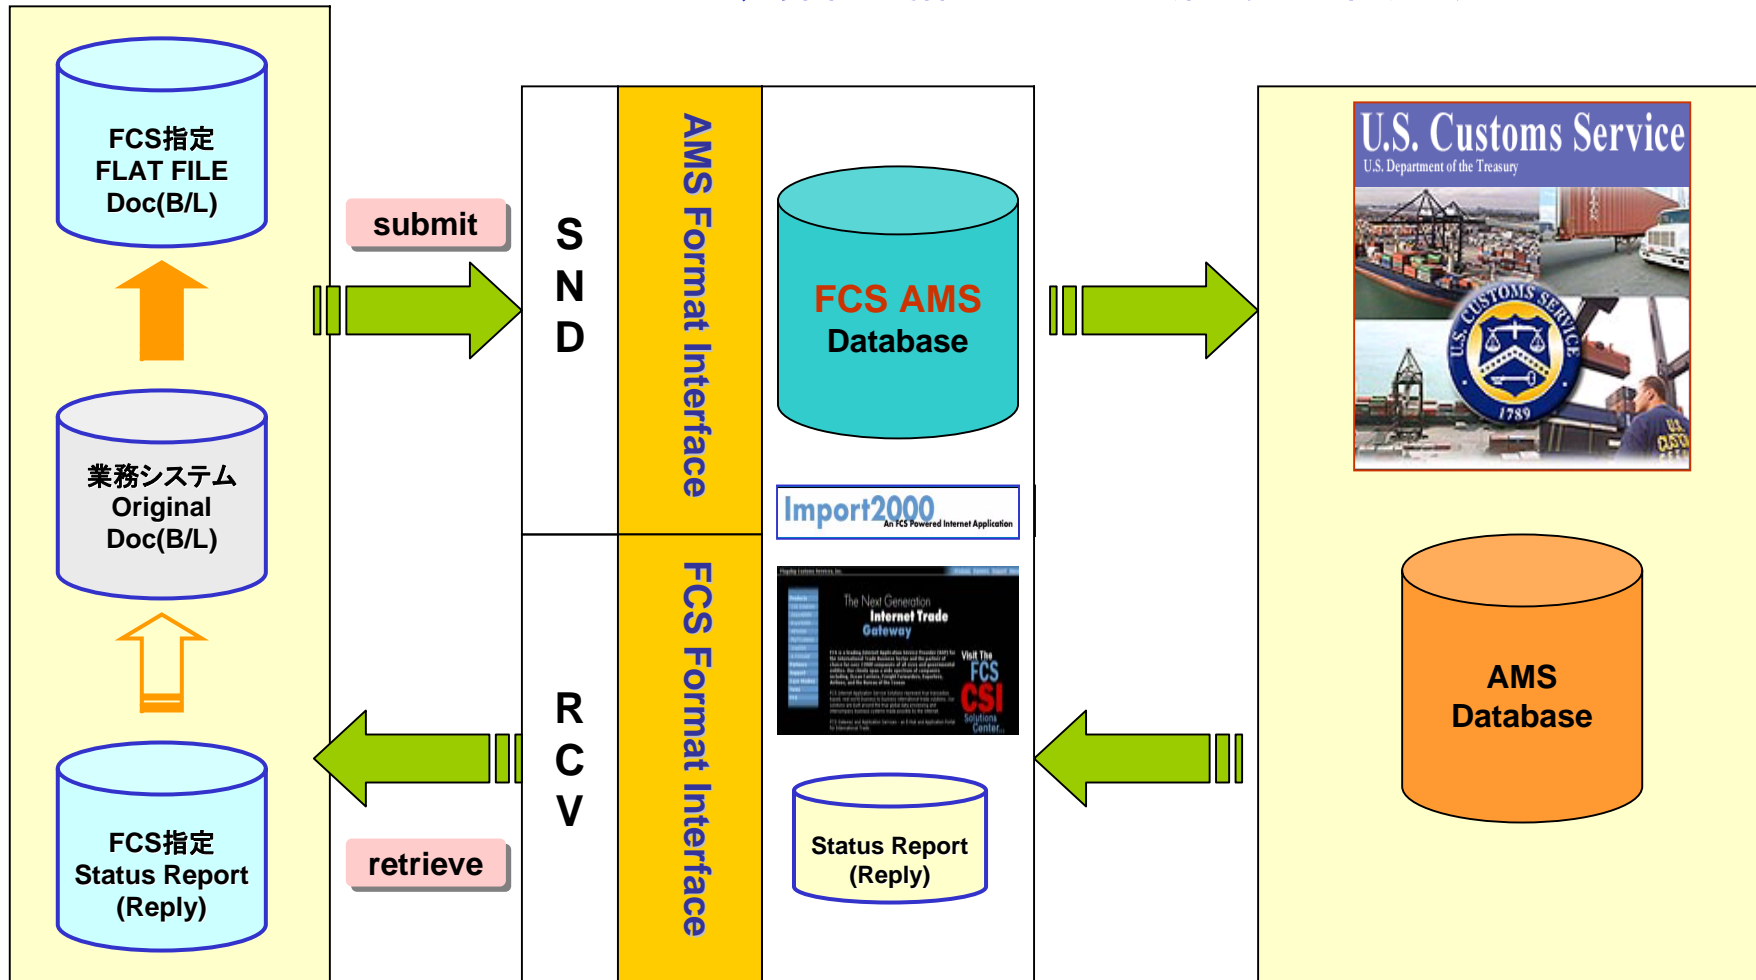 FCS指定
FLAT FILE
Doc(B/L)
業務システム
Original
Doc(B/L)
FCS指定
Status Report
(Reply)
submit
retrieve
SND
RCV
AMS Format Interface
FCS Format Interface
FCS AMS
Database
Import2000
An FCS Powered Internet Application
The Next Generation
Internet Trade
Gateway
Visit The
FCS
CSI
Solutions
Center
Status Report
(Reply)
U.S. Customs Service
U.S. Department of the Treasury
U.S. CUSTOMS SERVICE
1789
U.S.
CUSTO
AMS
Database